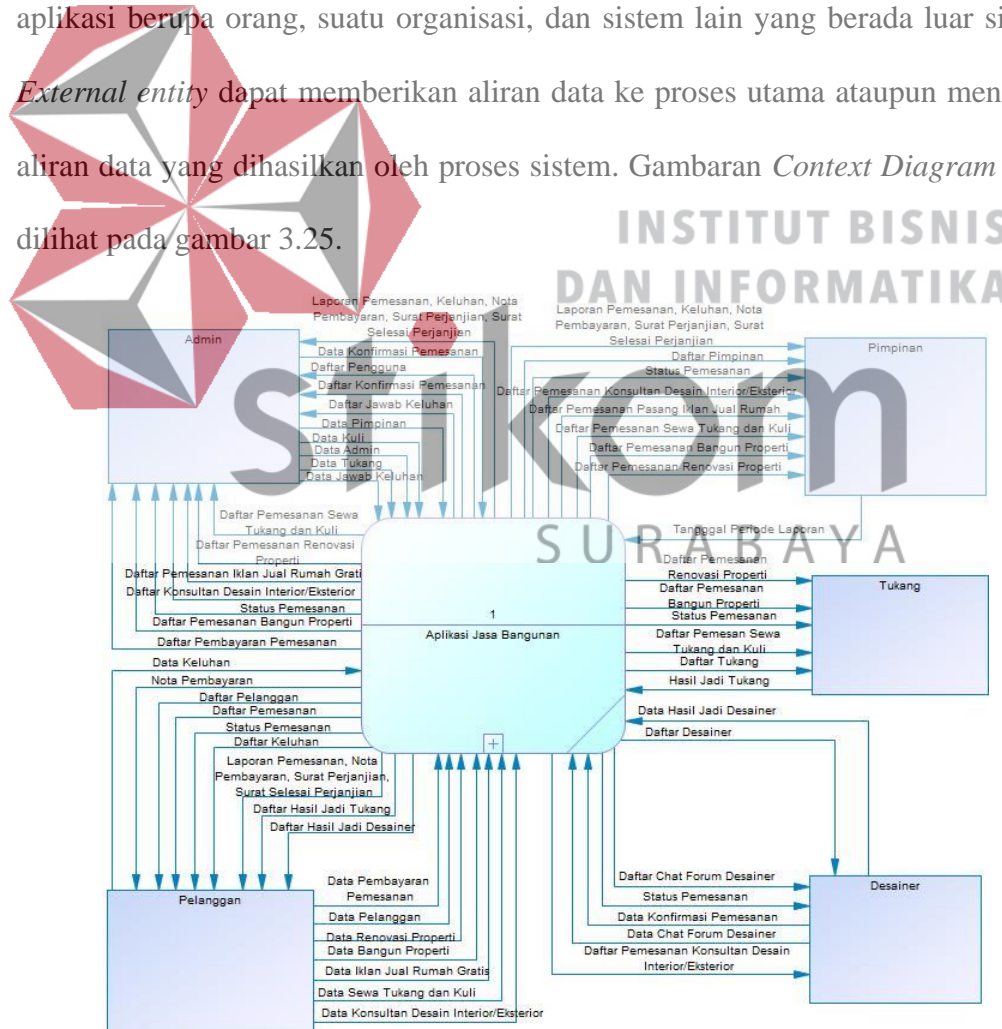 aplikasi berupa orang, suatu organisasi, dan sistem lain yang berada luar si
External entity dapat memberikan aliran data ke proses utama ataupun men
aliran data yang dihasilkan oleh proses sistem. Gambaran Context Diagram
dilihat pada gambar 3.25.
INSTITUT BISNIS
DAN INFORMATIKA
stikom
SURABAYA
Admin
Laporan Pemesanan, Keluhan, Nota
Pembayaran, Surat Perjanjian, Surat
Selesai Perjanjian
Data Konfirmasi Pemesanan
Daftar Pengguna
Daftar Konfirmasi Pemesanan
Daftar Jawab Keluhan
Data Pimpinan
Data Kuli
Data Admin
Data Tukang
Data Jawab Keluhan
Laporan Pemesanan, Keluhan, Nota
Pembayaran, Surat Perjanjian, Surat
Selesai Perjanjian
Daftar Pimpinan
Status Pemesanan
Daftar Pemesanan Konsultan Desain Interior/Eksterior
Daftar Pemesanan Pasang Iklan Jual Rumah
Daftar Pemesanan Sewa Tukang dan Kuli
Daftar Pemesanan Bangun Properti
Daftar Pemesanan Renovasi Properti
Pimpinan
Tanggal Periode Laporan
Daftar Pemesanan Sewa
Tukang dan Kuli
Daftar Pemesanan Renovasi
Properti
Daftar Pemesanan Iklan Jual Rumah Grati
Daftar Konsultan Desain Interior/Eksterior
Status Pemesanan
Daftar Pemesanan Bangun Properti
Daftar Pembayaran Pemesanan
1
Aplikasi Jasa Bangunan
Daftar Pemesanan
Renovasi Properti
Daftar Pemesanan
Bangun Properti
Status Pemesanan
Daftar Pemesan Sewa
Tukang dan Kuli
Daftar Tukang
Hasil Jadi Tukang
Tukang
Data Keluhan
Nota Pembayaran
Daftar Pelanggan
Daftar Pemesanan
Status Pemesanan
Daftar Keluhan
Laporan Pemesanan, Nota
Pembayaran, Surat Perjanjian,
Surat Selesai Perjanjian
Daftar Hasil Jadi Tukang
Daftar Hasil Jadi Desainer
Data Hasil Jadi Desainer
Daftar Desainer
Pelanggan
Data Pembayaran
Pemesanan
Data Pelanggan
Data Renovasi Properti
Data Bangun Properti
Data Iklan Jual Rumah Gratis
Data Sewa Tukang dan Kuli
Data Konsultan Desain Interior/Eksterior
Daftar Chat Forum Desainer
Status Pemesanan
Data Konfirmasi Pemesanan
Data Chat Forum Desainer
Daftar Pemesanan Konsultan Desain
Interior/Eksterior
Desainer